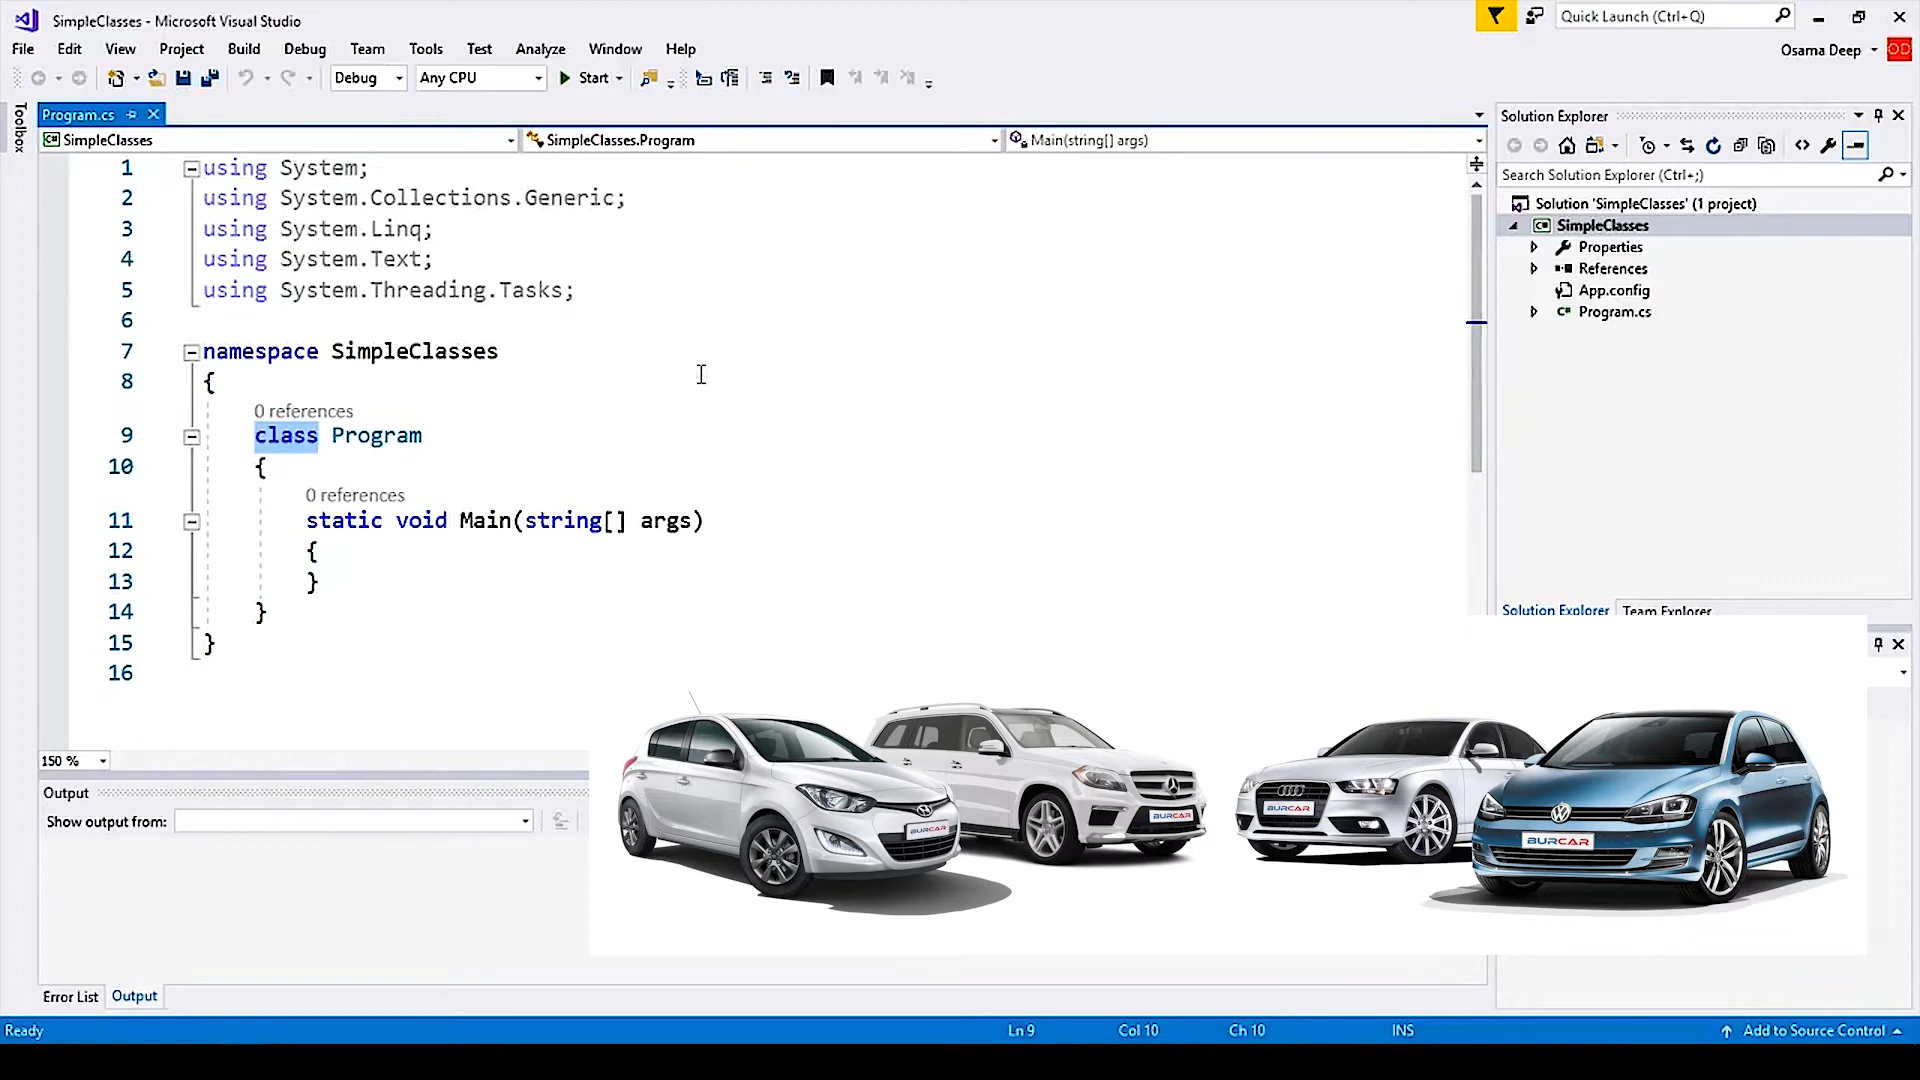 SimpleClasses - Microsoft Visual Studio
Quick Launch (Ctrl+Q)
File Edit View Project Build Debug Team Tools Test Analyze Window Help
Osama Deep OD
Debug Any CPU Start
Toolbox
Program.cs
SimpleClasses SimpleClasses.Program Main(string[] args)
1 using System;
2 using System.Collections.Generic;
3 using System.Linq;
4 using System.Text;
5 using System.Threading.Tasks;
6
7 namespace SimpleClasses
8 {
0 references
9 class Program
10 {
0 references
11 static void Main(string[] args)
12 {
13 }
14 }
15 }
16
150 %
Output
Show output from:
Error List Output
Solution Explorer
Search Solution Explorer (Ctrl+;)
Solution 'SimpleClasses' (1 project)
C# SimpleClasses
Properties
References
App.config
C# Program.cs
Solution Explorer Team Explorer
BURCAR
BURCAR
BURCAR
BURCAR
Ready Ln 9 Col 10 Ch 10 INS Add to Source Control